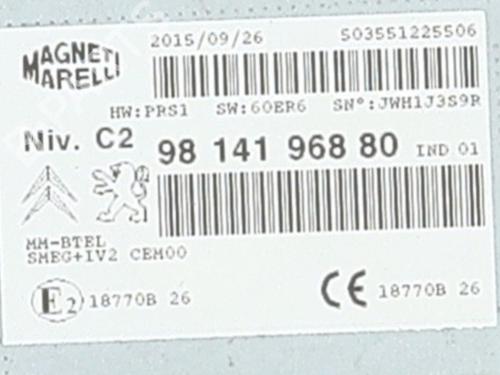 MAGNETI MARELLI
2015/09/26 S03551225506
HW:PRS1 SW:60ER6 SN°:JWH1J3S9R
Niv. C2 98 141 968 80 IND 01
MM-BTEL
SMEG+IV2 CEM00
E2 18770B 26 CE 18770B 26